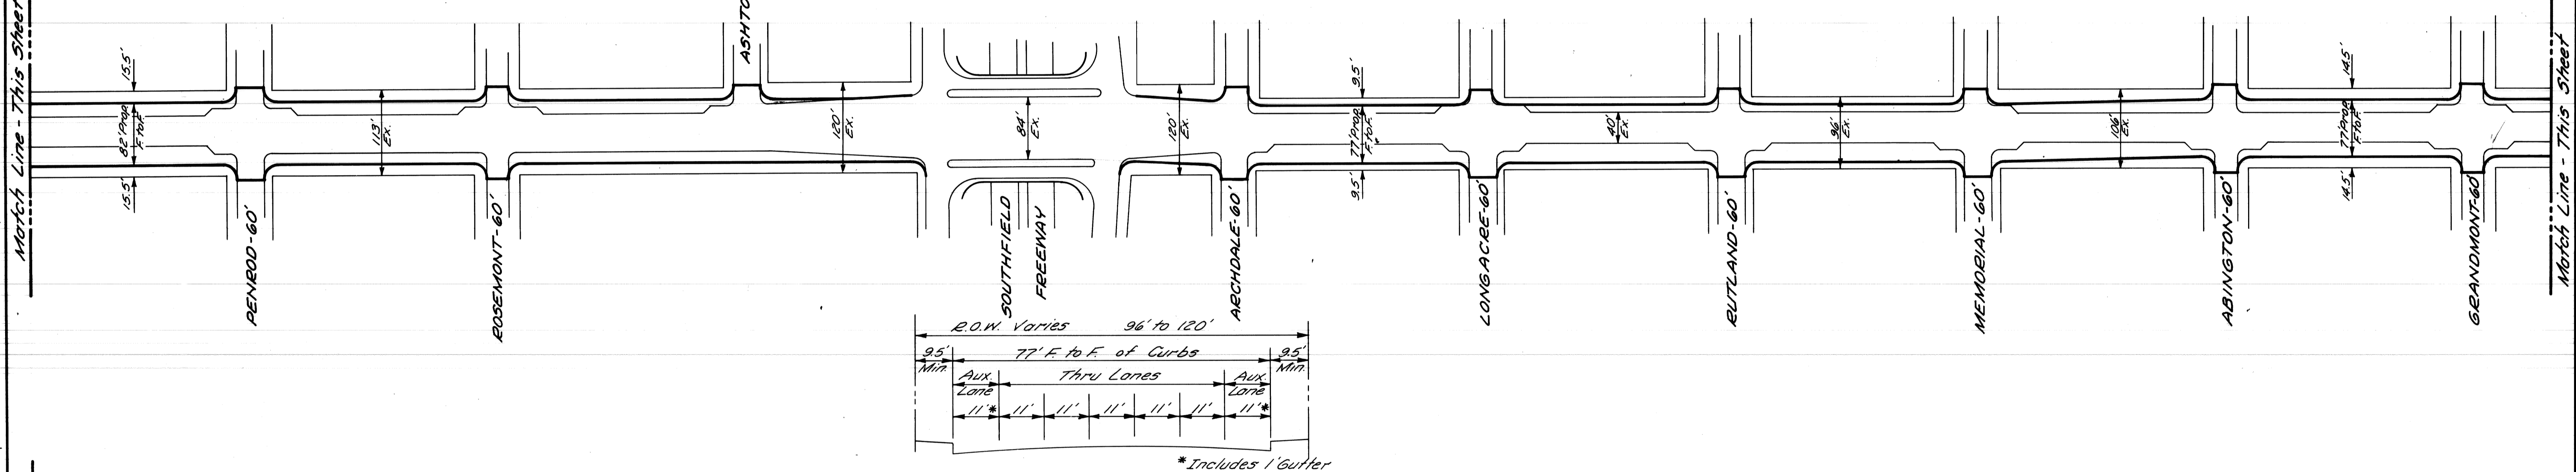 Match Line - This Sheet
ASHTO
15.5'
82' Prop.
F. to F.
15.5'
113'
Ex.
120'
Ex.
84'
Ex.
120'
Ex.
9.5'
77' Prop.
F. to F.
9.5'
40'
Ex.
96'
Ex.
106'
Ex.
14.5'
77' Prop.
F. to F.
14.5'
Match Line - This Sheet
PENROD-60'
ROSEMONT-60'
SOUTHFIELD
FREEWAY
ARCHDALE-60'
LONGACRE-60'
RUTLAND-60'
MEMORIAL-60'
ABINGTON-60'
GRANDMONT-60'
R.O.W. Varies 96' to 120'
9.5' 77' F. to F. of Curbs 9.5'
Min. Min.
Aux. Thru Lanes Aux.
Lane Lane
11'* 11' 11' 11' 11' 11' 11'*
* Includes 1' Gutter